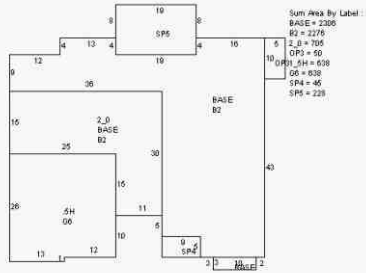 19
Sum Area By Label :
BASE = 2306
B2 = 2276
2_0 = 705
OP3 = 50
1_5H = 638
G6 = 638
SP4 = 45
SP5 = 228
8
SP5
8
4
13
19
4
16
5
12
10
OP3
9
36
BASE
B2
15
2_0
BASE
B2
30
25
43
15
26
.5H
G6
11
10
5
9
5
SP4
13
12
3
3
18
2
BASE